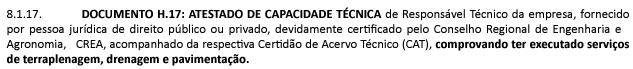 8.1.17. DOCUMENTO H.17: ATESTADO DE CAPACIDADE TÉCNICA de Responsável Técnico da empresa, fornecido
por pessoa jurídica de direito público ou privado, devidamente certificado pelo Conselho Regional de Engenharia e
Agronomia, CREA, acompanhado da respectiva Certidão de Acervo Técnico (CAT), comprovando ter executado serviços
de terraplenagem, drenagem e pavimentação.